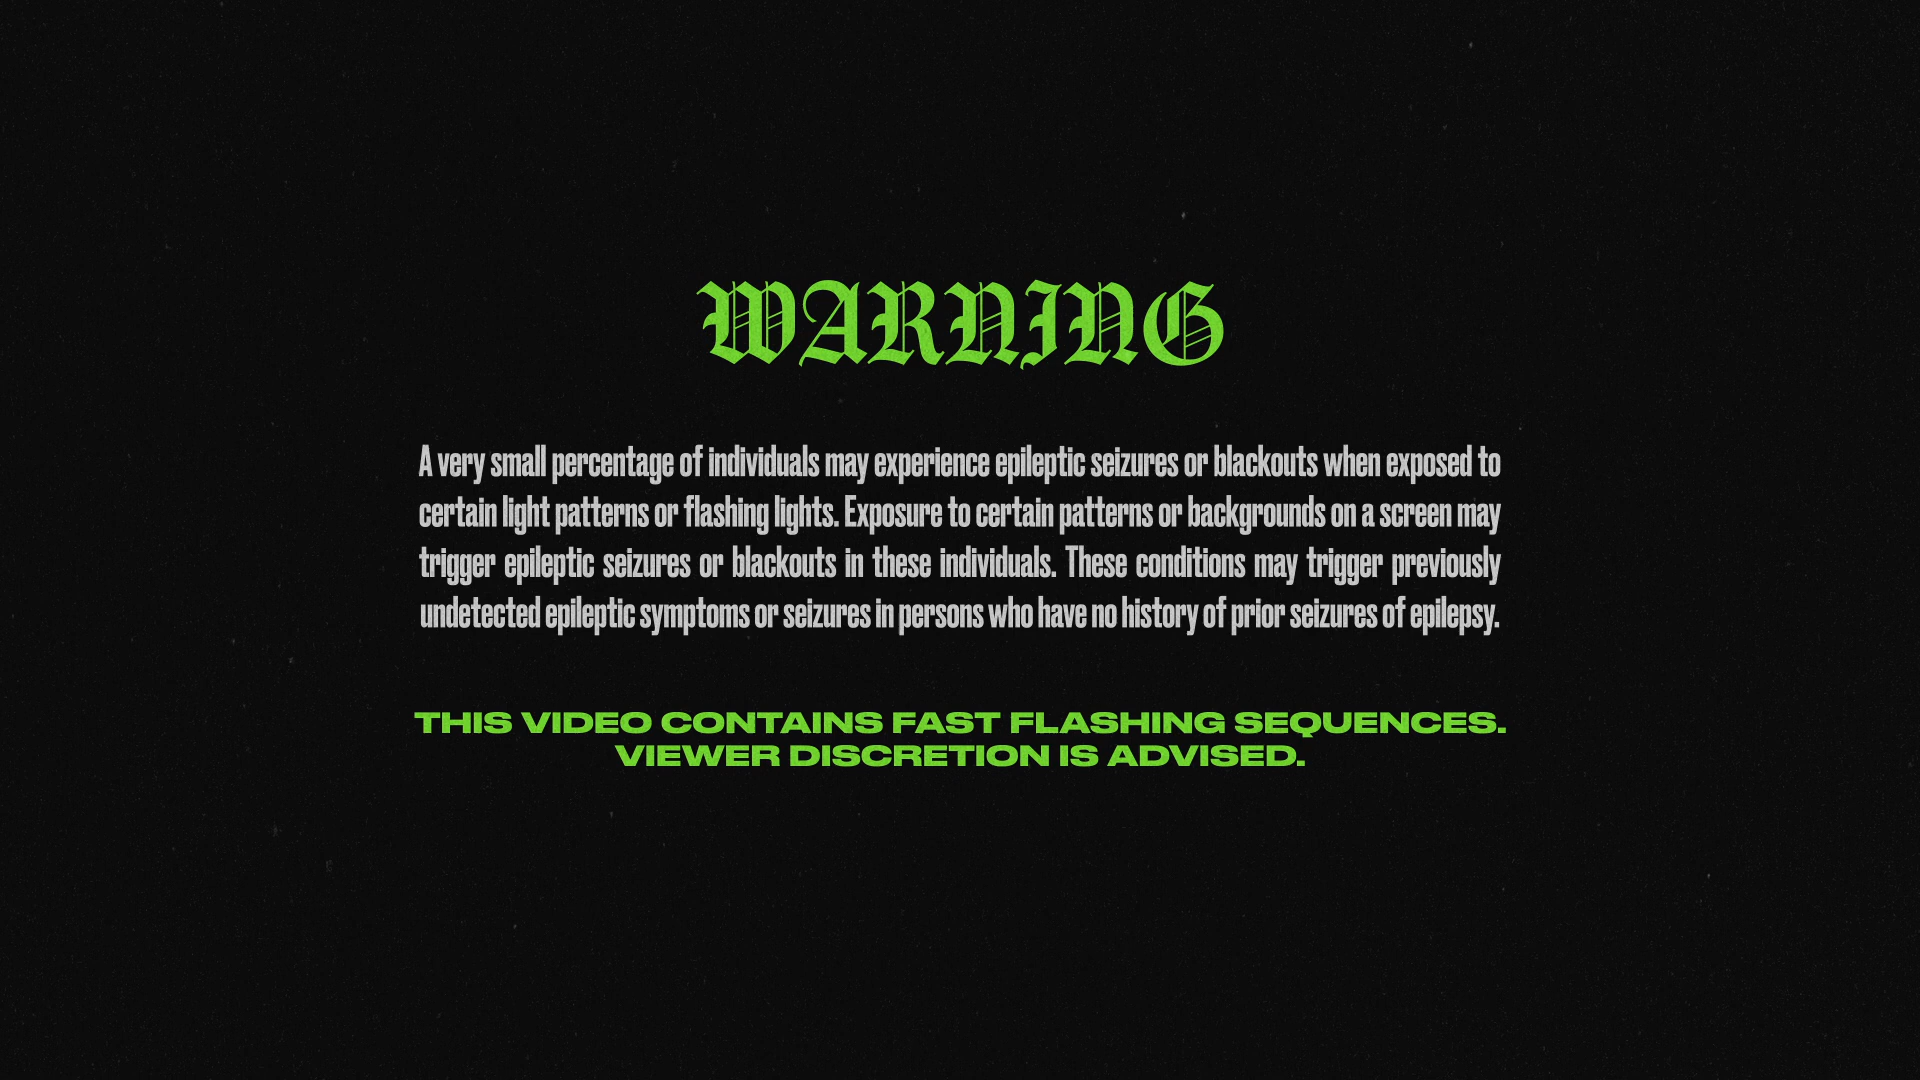 WARNING
A very small percentage of individuals may experience epileptic seizures or blackouts when exposed to
certain light patterns or flashing lights. Exposure to certain patterns or backgrounds on a screen may
trigger epileptic seizures or blackouts in these individuals. These conditions may trigger previously
undetected epileptic symptoms or seizures in persons who have no history of prior seizures of epilepsy.
THIS VIDEO CONTAINS FAST FLASHING SEQUENCES.
VIEWER DISCRETION IS ADVISED.